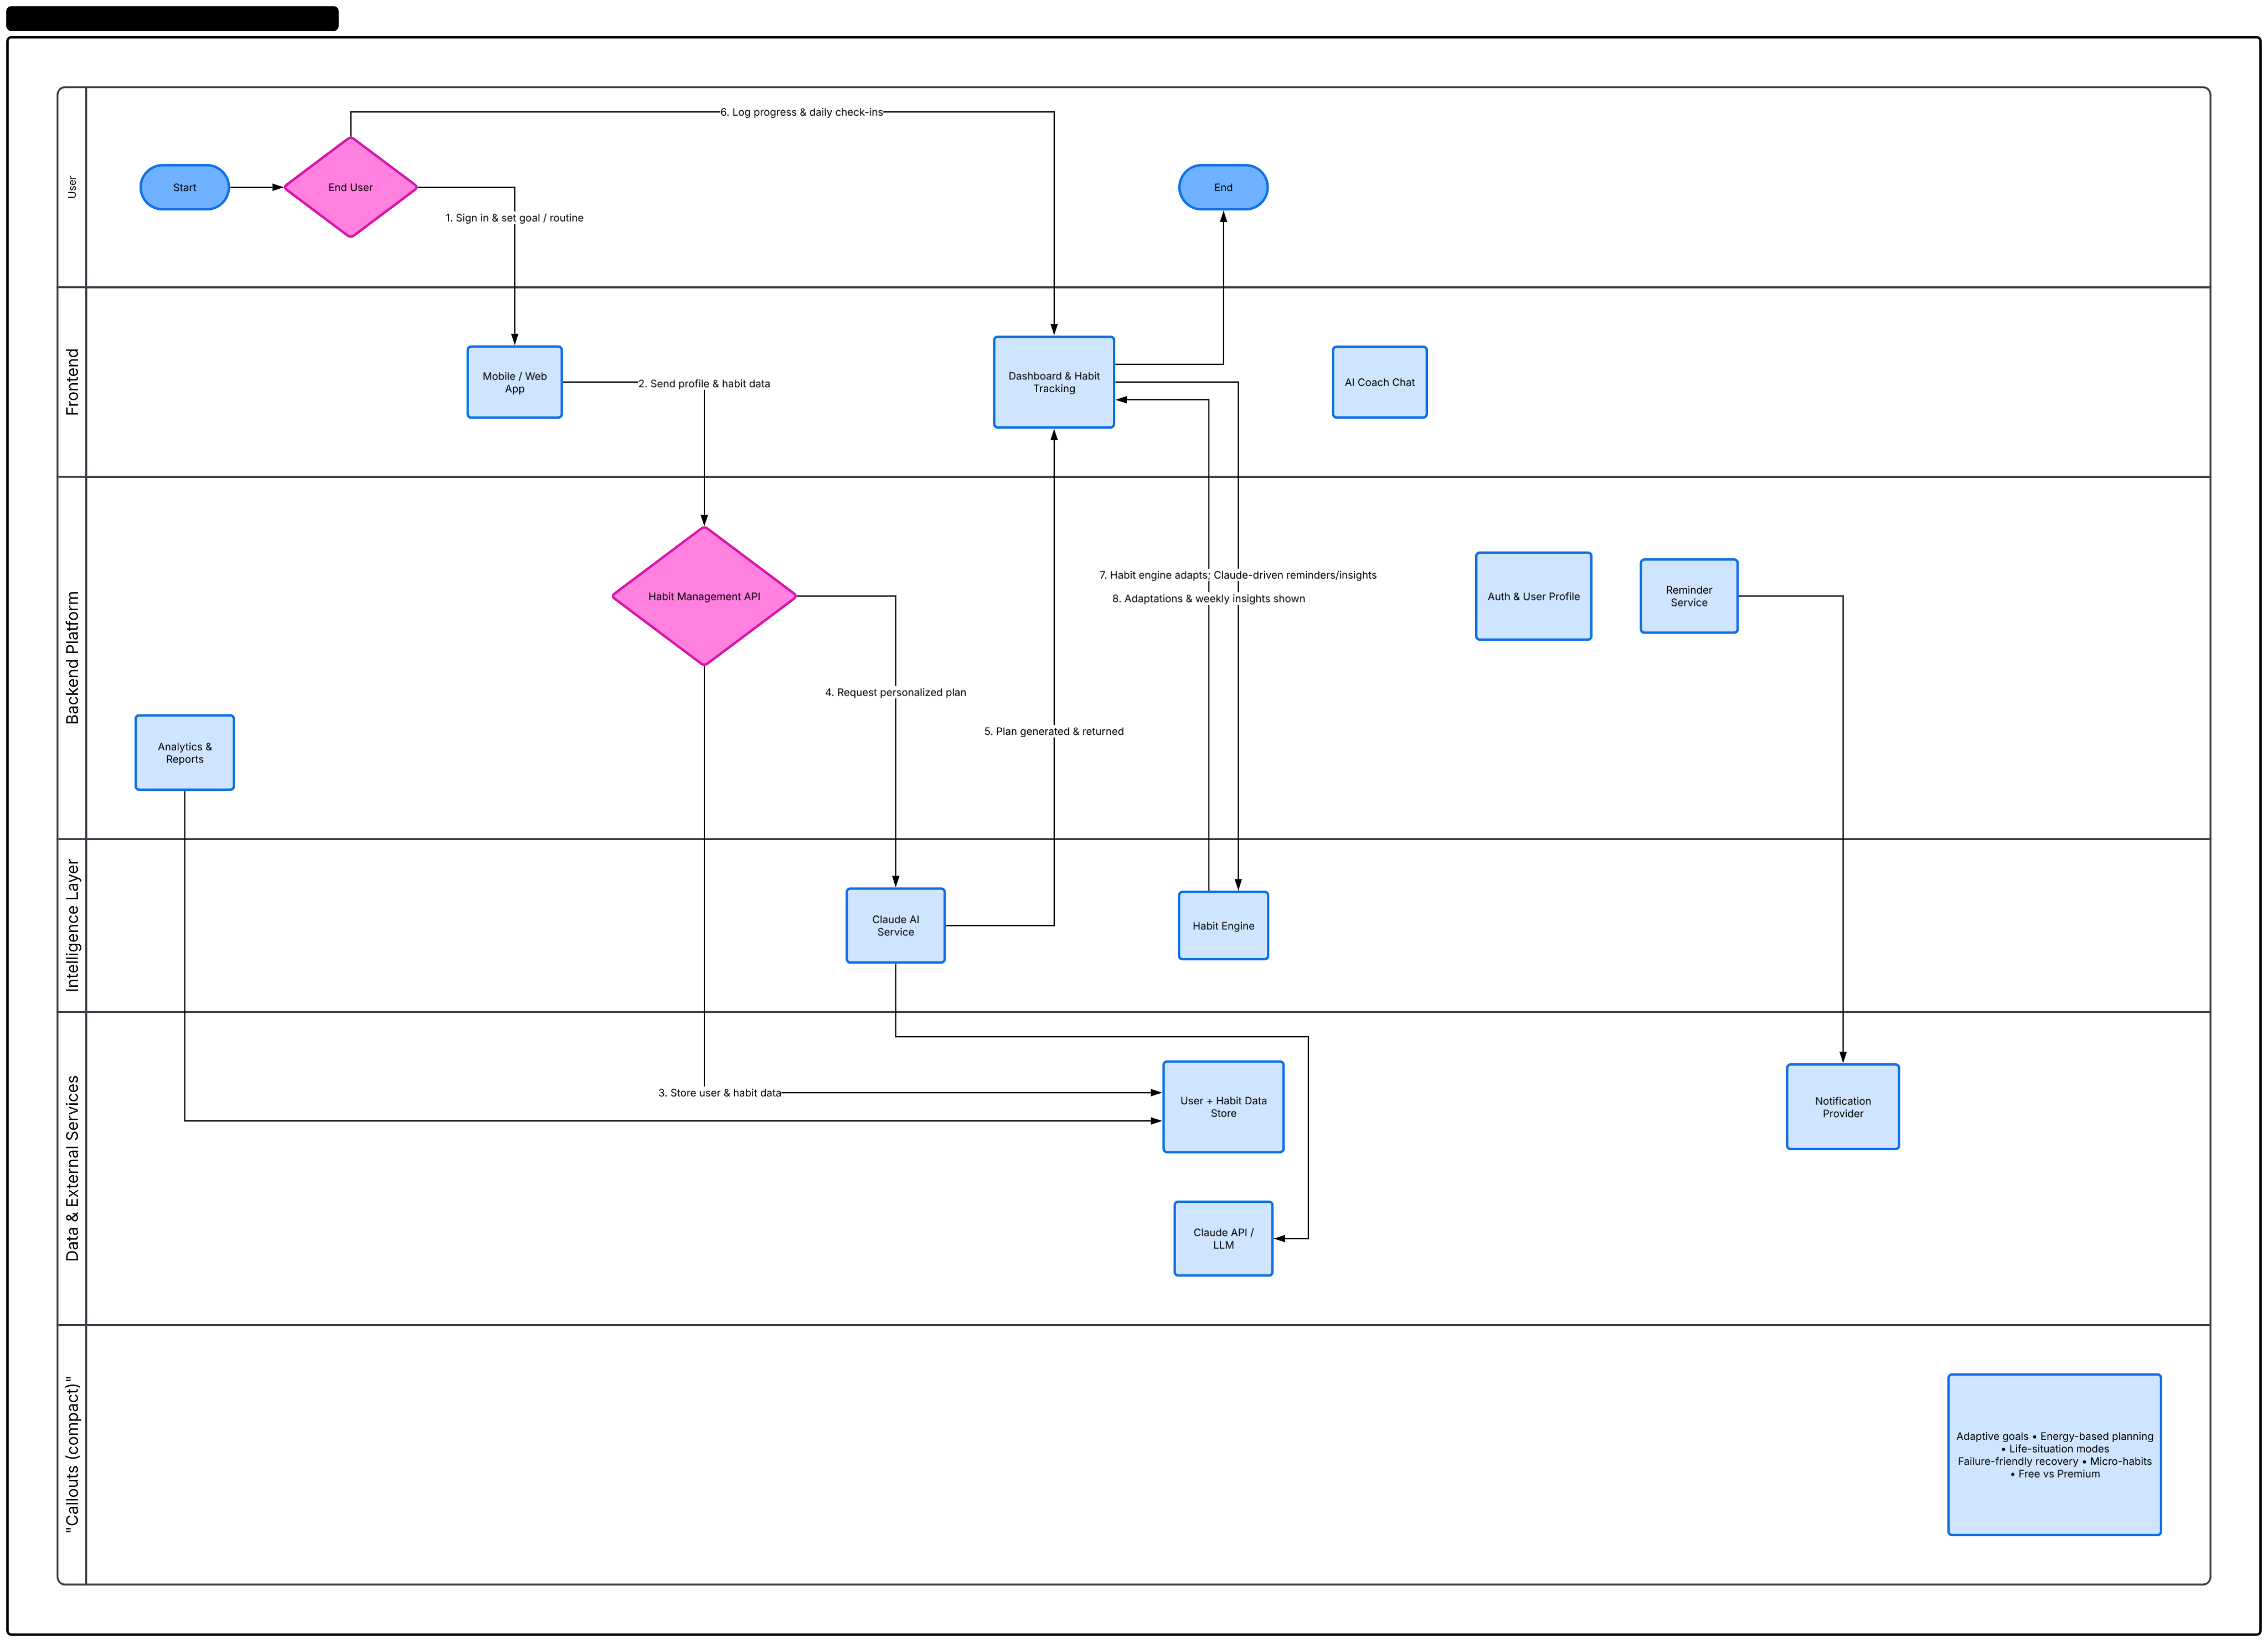 User
6. Log progress & daily check-ins
Start
End User
End
1. Sign in & set goal / routine
Frontend
Mobile / Web
App
2. Send profile & habit data
Dashboard & Habit
Tracking
AI Coach Chat
Backend Platform
Habit Management API
7. Habit engine adapts; Claude-driven reminders/insights
8. Adaptations & weekly insights shown
Auth & User Profile
Reminder
Service
4. Request personalized plan
5. Plan generated & returned
Analytics &
Reports
Intelligence Layer
Claude AI
Service
Habit Engine
Data & External Services
3. Store user & habit data
User + Habit Data
Store
Notification
Provider
Claude API /
LLM
"Callouts (compact)"
Adaptive goals • Energy-based planning
• Life-situation modes
Failure-friendly recovery • Micro-habits
• Free vs Premium